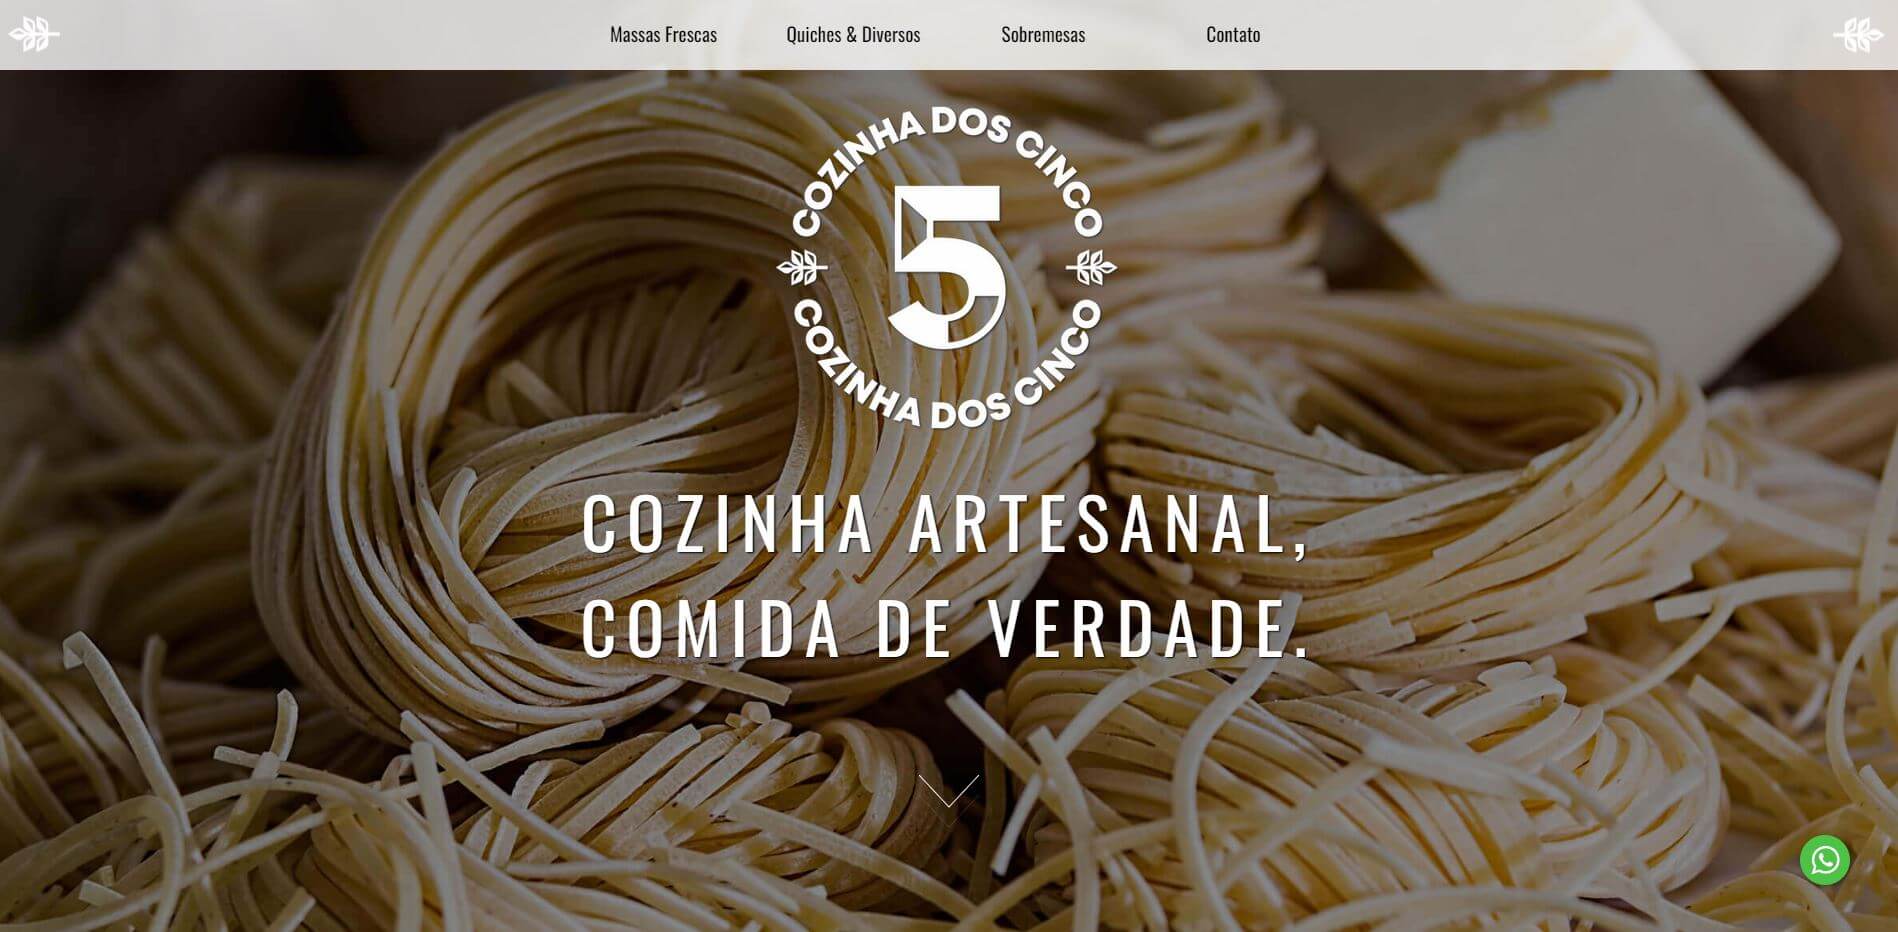 Massas Frescas
Quiches & Diversos
Sobremesas
Contato
COZINHA DOS CINCO
5
COZINHA DOS CINCO
COZINHA ARTESANAL,
COMIDA DE VERDADE.